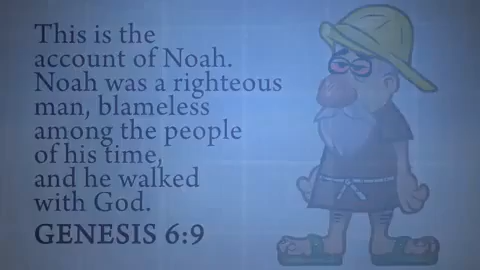 This is the
account of Noah.
Noah was a righteous
man, blameless
among the people
of his time,
and he walked
with God.
GENESIS 6:9